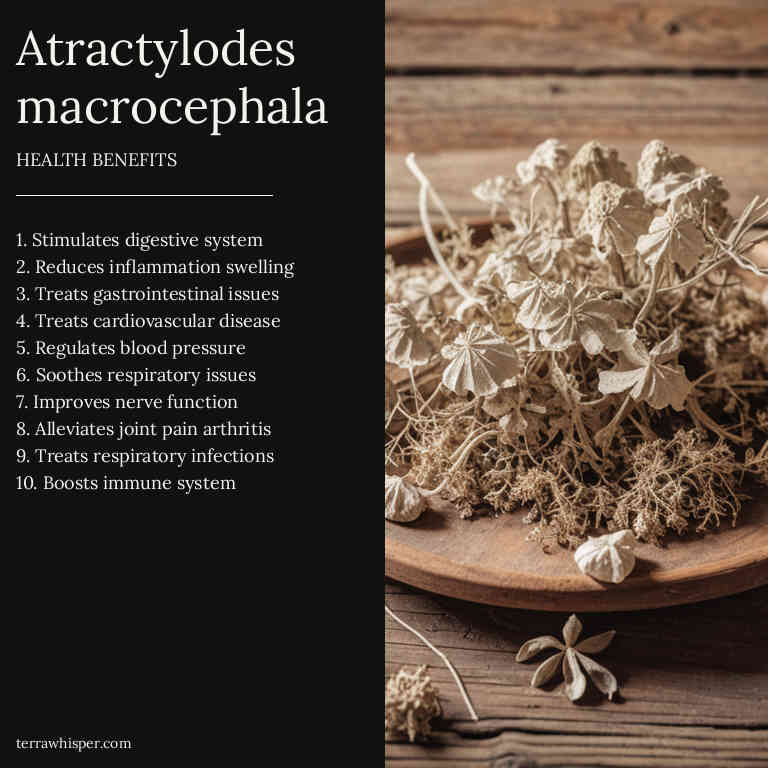 Atractylodes
macrocephala
HEALTH BENEFITS
1. Stimulates digestive system
2. Reduces inflammation swelling
3. Treats gastrointestinal issues
4. Treats cardiovascular disease
5. Regulates blood pressure
6. Soothes respiratory issues
7. Improves nerve function
8. Alleviates joint pain arthritis
9. Treats respiratory infections
10. Boosts immune system
terrawhisper.com